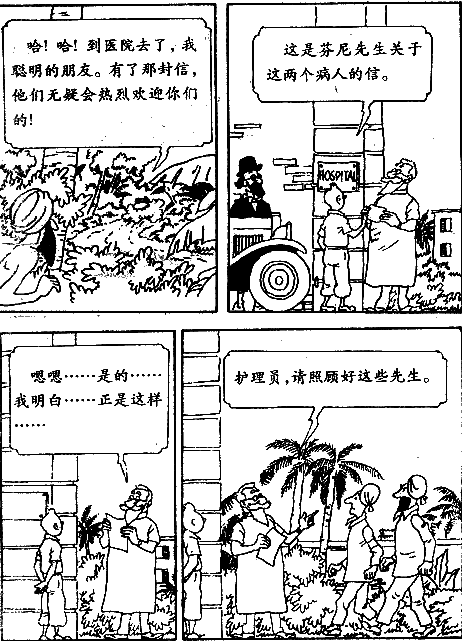 哈！哈！到医院去了，我
聪明的朋友。有了那封信，
他们无疑会热烈欢迎你们
的！
这是芬尼先生关于
这两个病人的信。
HOSPITAL
嗯嗯……是的……
我明白……正是这样
……
护理员，请照顾好这些先生。